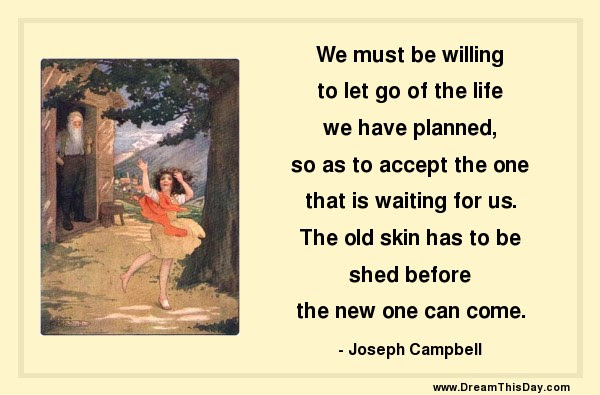 We must be willing
to let go of the life
we have planned,
so as to accept the one
that is waiting for us.
The old skin has to be
shed before
the new one can come.
- Joseph Campbell
www.DreamThisDay.com